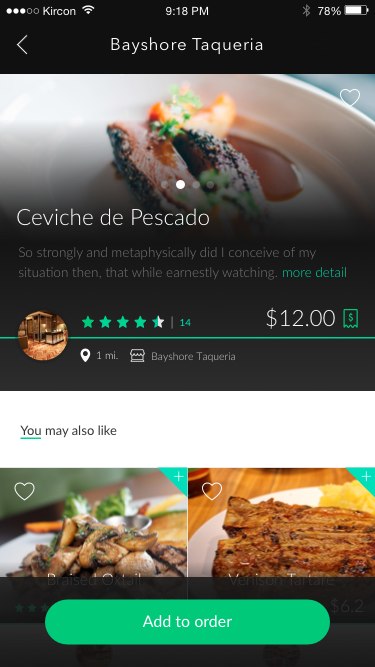 Kircon 9:18 PM 78%
Bayshore Taqueria
Ceviche de Pescado
So strongly and metaphysically did I conceive of my
situation then, that while earnestly watching. more detail
14
$12.00
1 mi. Bayshore Taqueria
You may also like
+ +
Braised Oxtail Venison Tartare
$6.2
Add to order